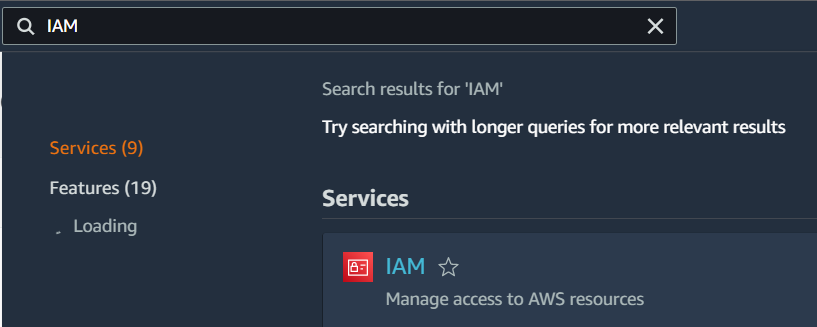 IAM
Search results for 'IAM'
Try searching with longer queries for more relevant results
Services (9)
Features (19)
Loading
Services
IAM
Manage access to AWS resources